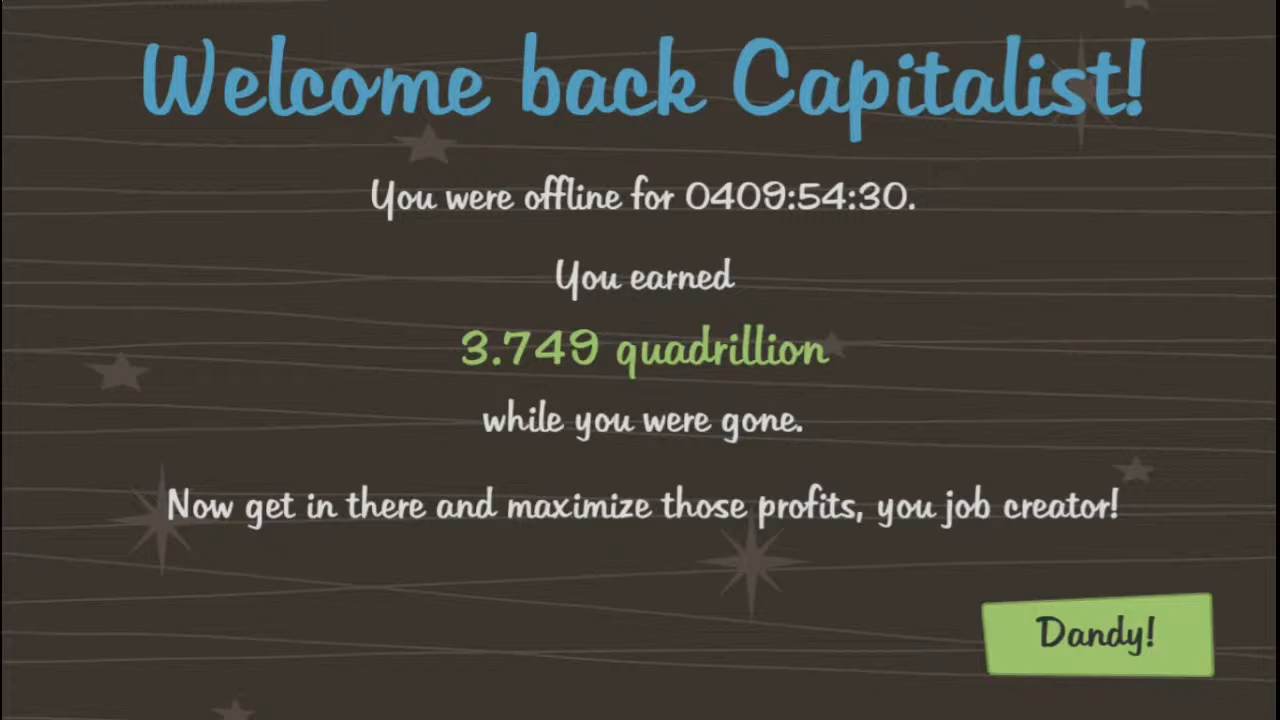 Welcome back Capitalist!
You were offline for 0409:54:30.
You earned
3.749 quadrillion
while you were gone.
Now get in there and maximize those profits, you job creator!
Dandy!